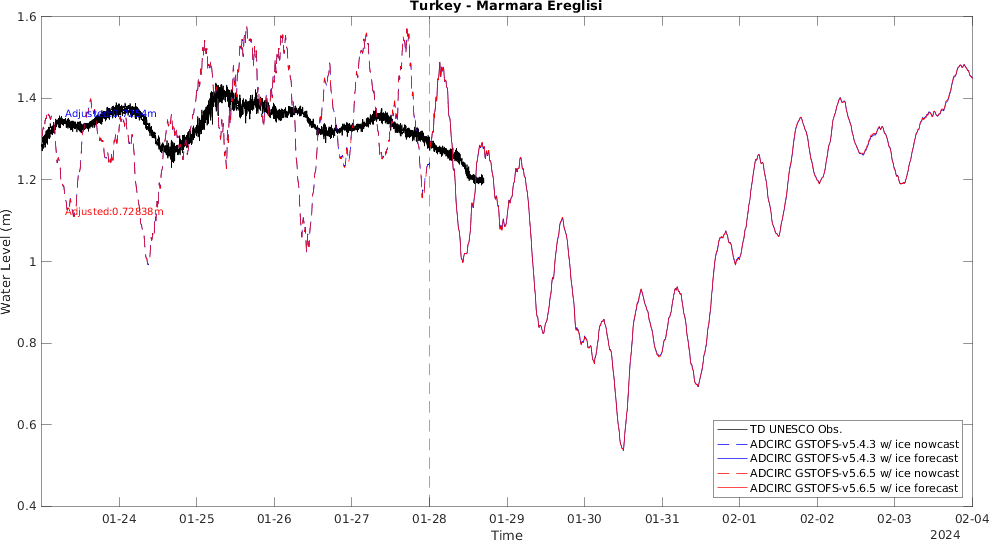 Turkey - Marmara Ereglisi
1.6
1.4
1.2
1
0.8
0.6
0.4
Water Level (m)
Adjusted:0.72838m
01-24
01-25
01-26
01-27
01-28
01-29
01-30
01-31
02-01
02-02
02-03
02-04
Time
2024
TD UNESCO Obs.
ADCIRC GSTOFS-v5.4.3 w/ ice nowcast
ADCIRC GSTOFS-v5.4.3 w/ ice forecast
ADCIRC GSTOFS-v5.6.5 w/ ice nowcast
ADCIRC GSTOFS-v5.6.5 w/ ice forecast